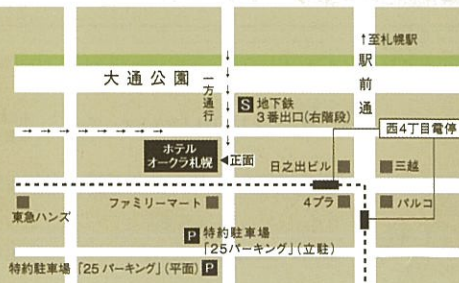 ↑至札幌駅
駅前通
大通公園
一方通行
S 地下鉄
3番出口(右階段)
西4丁目電停
ホテル
オークラ札幌
◀正面
日之出ビル
三越
東急ハンズ
ファミリーマート
4プラ
パルコ
P 特約駐車場
「25パーキング」(立駐)
特約駐車場「25パーキング」(平面) P